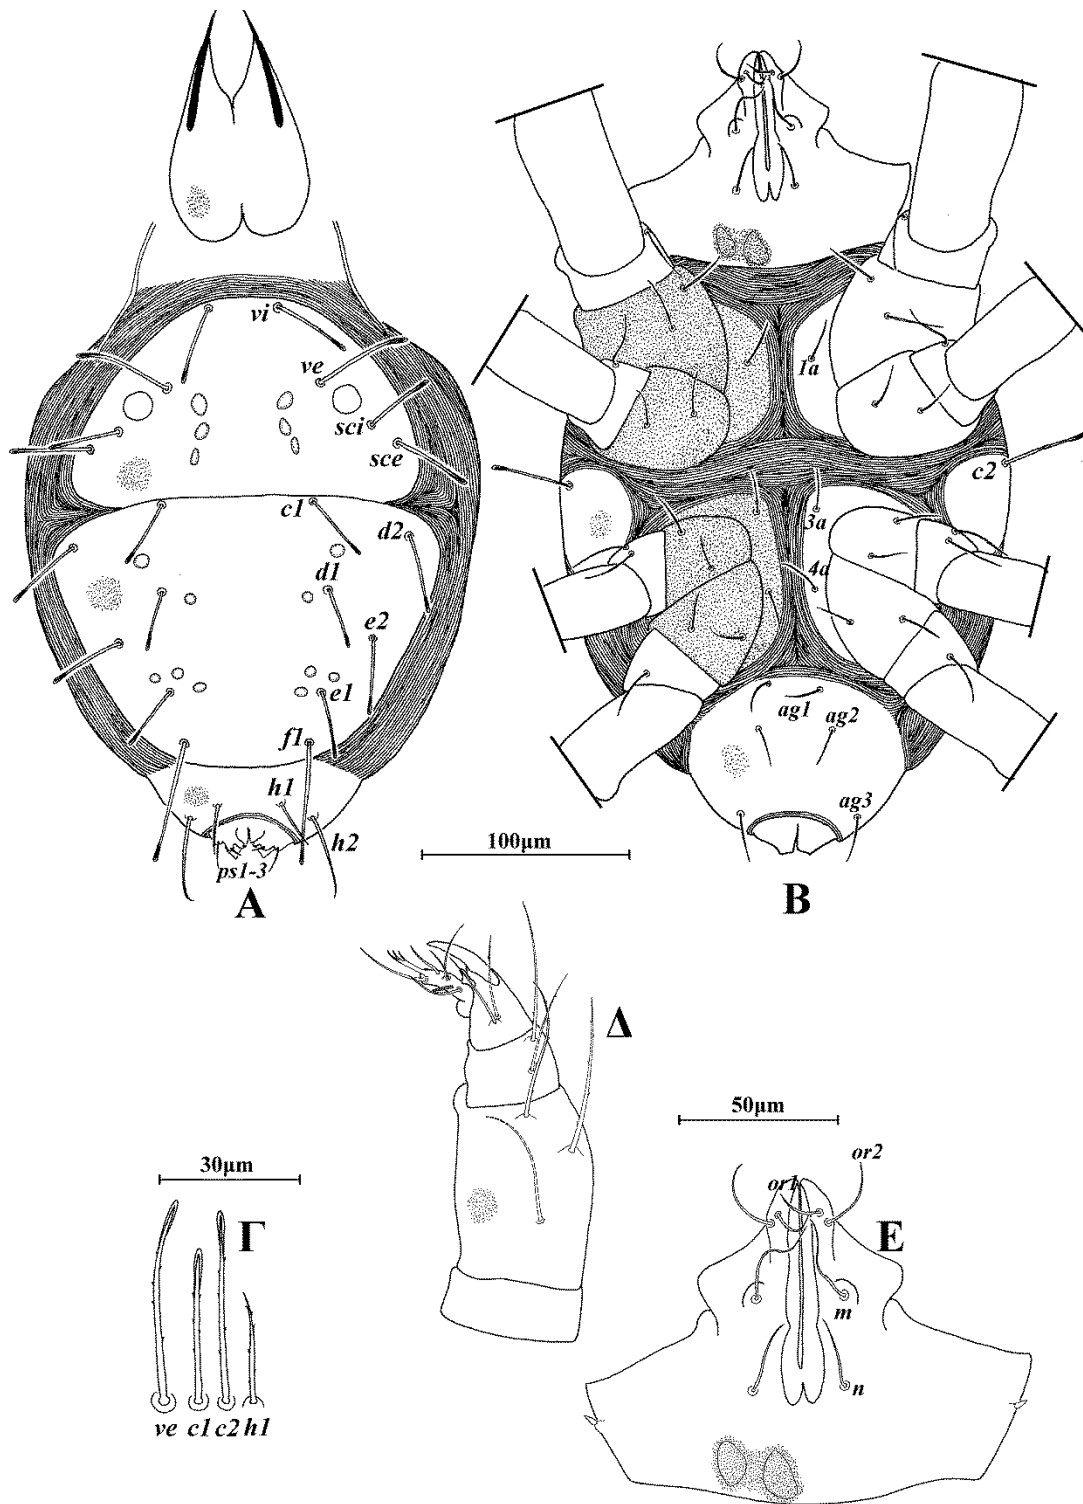 vi
ve
sci
sce
c1
d2
d1
e2
e1
f1
h1
h2
ps1-3
A
1a
c2
3a
4a
ag1 ag2
ag3
100μm
B
Δ
50μm
or2
or1
E
m
n
30μm
Γ
ve c1 c2 h1